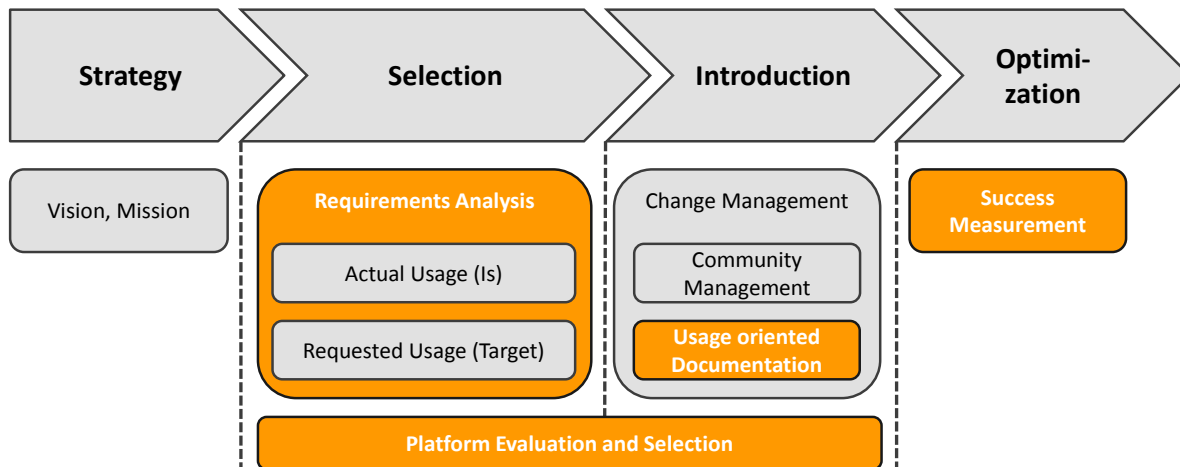 Strategy
Selection
Introduction
Optimi-
zation
Vision, Mission
Requirements Analysis
Actual Usage (Is)
Requested Usage (Target)
Change Management
Community
Management
Usage oriented
Documentation
Success
Measurement
Platform Evaluation and Selection